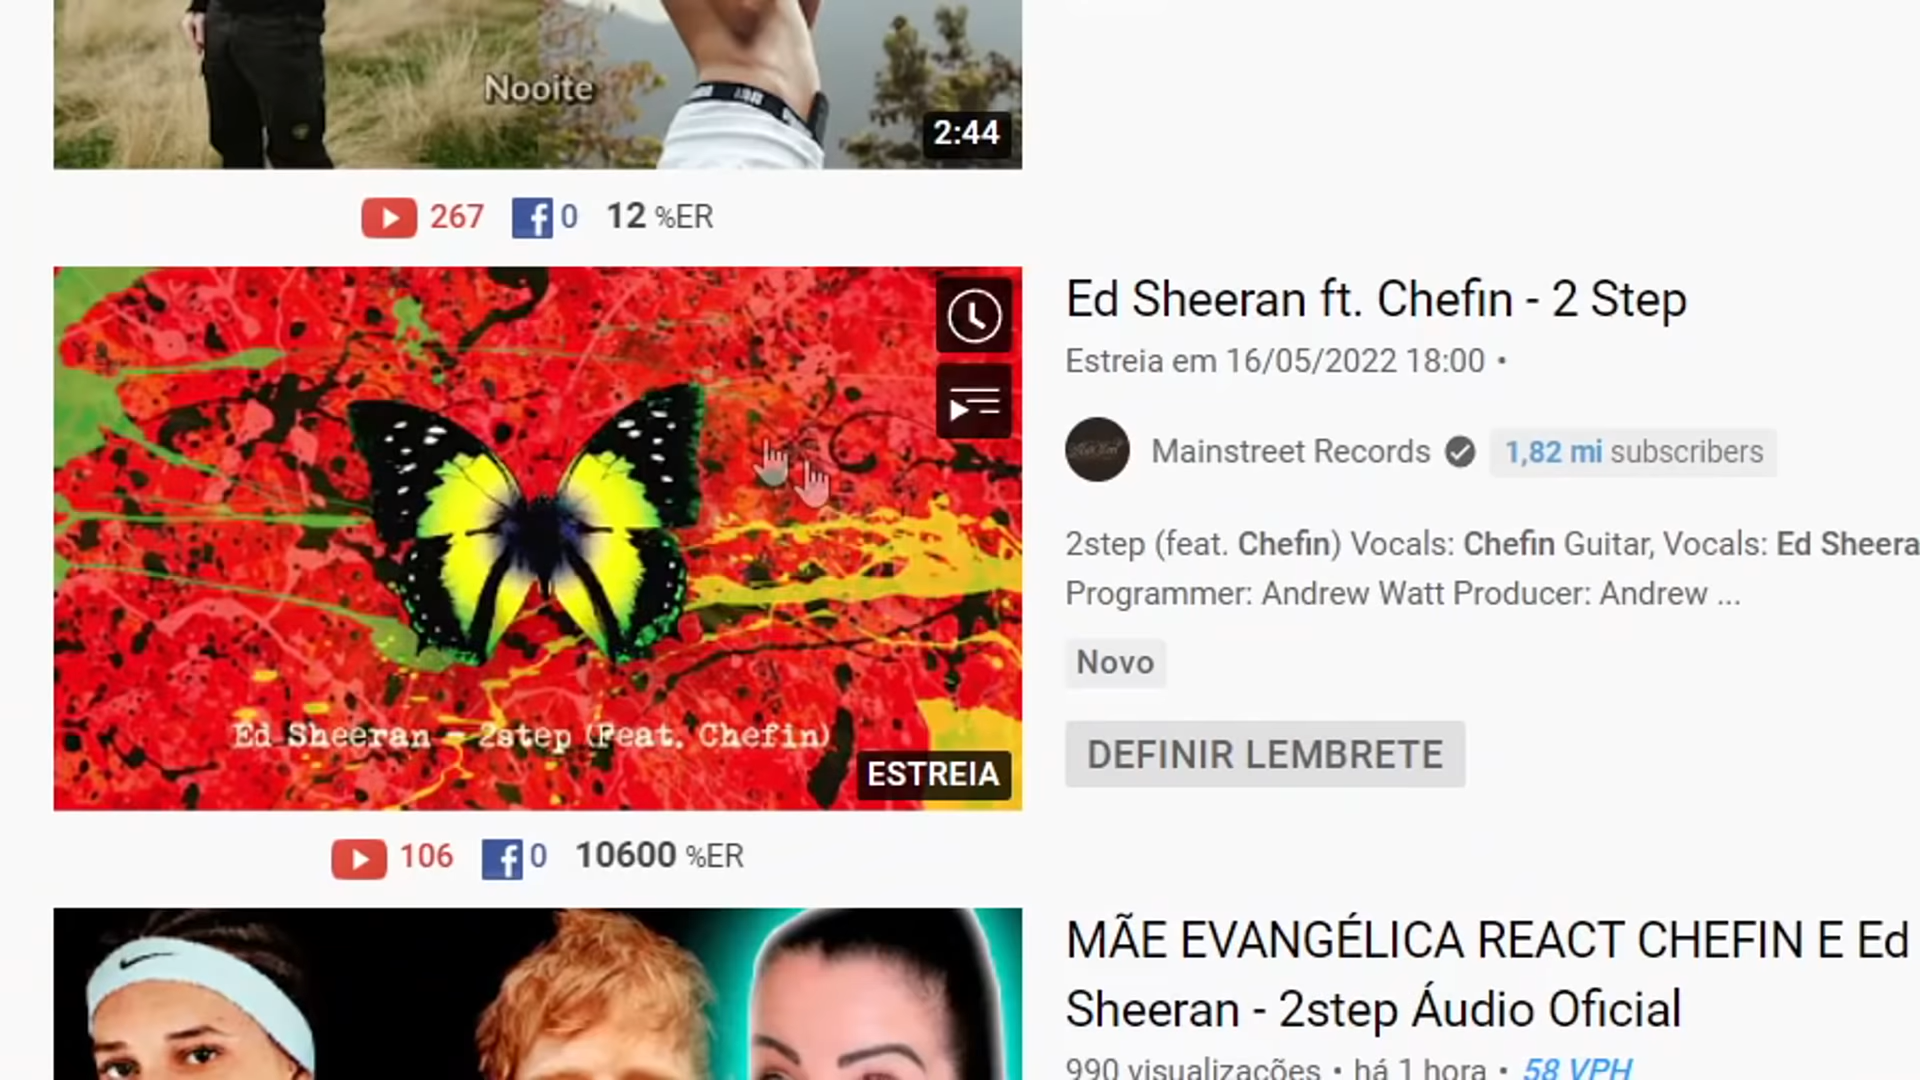 Nooite
2:44
267 0 12 %ER
Ed Sheeran ft. Chefin - 2 Step
Estreia em 16/05/2022 18:00 •
Mainstreet Records 1,82 mi subscribers
2step (feat. Chefin) Vocals: Chefin Guitar, Vocals: Ed Sheera
Programmer: Andrew Watt Producer: Andrew ...
Novo
DEFINIR LEMBRETE
Ed Sheeran - 2step (Feat. Chefin)
ESTREIA
106 0 10600 %ER
MÃE EVANGÉLICA REACT CHEFIN E Ed
Sheeran - 2step Áudio Oficial
990 visualizações • há 1 hora • 58 VPH